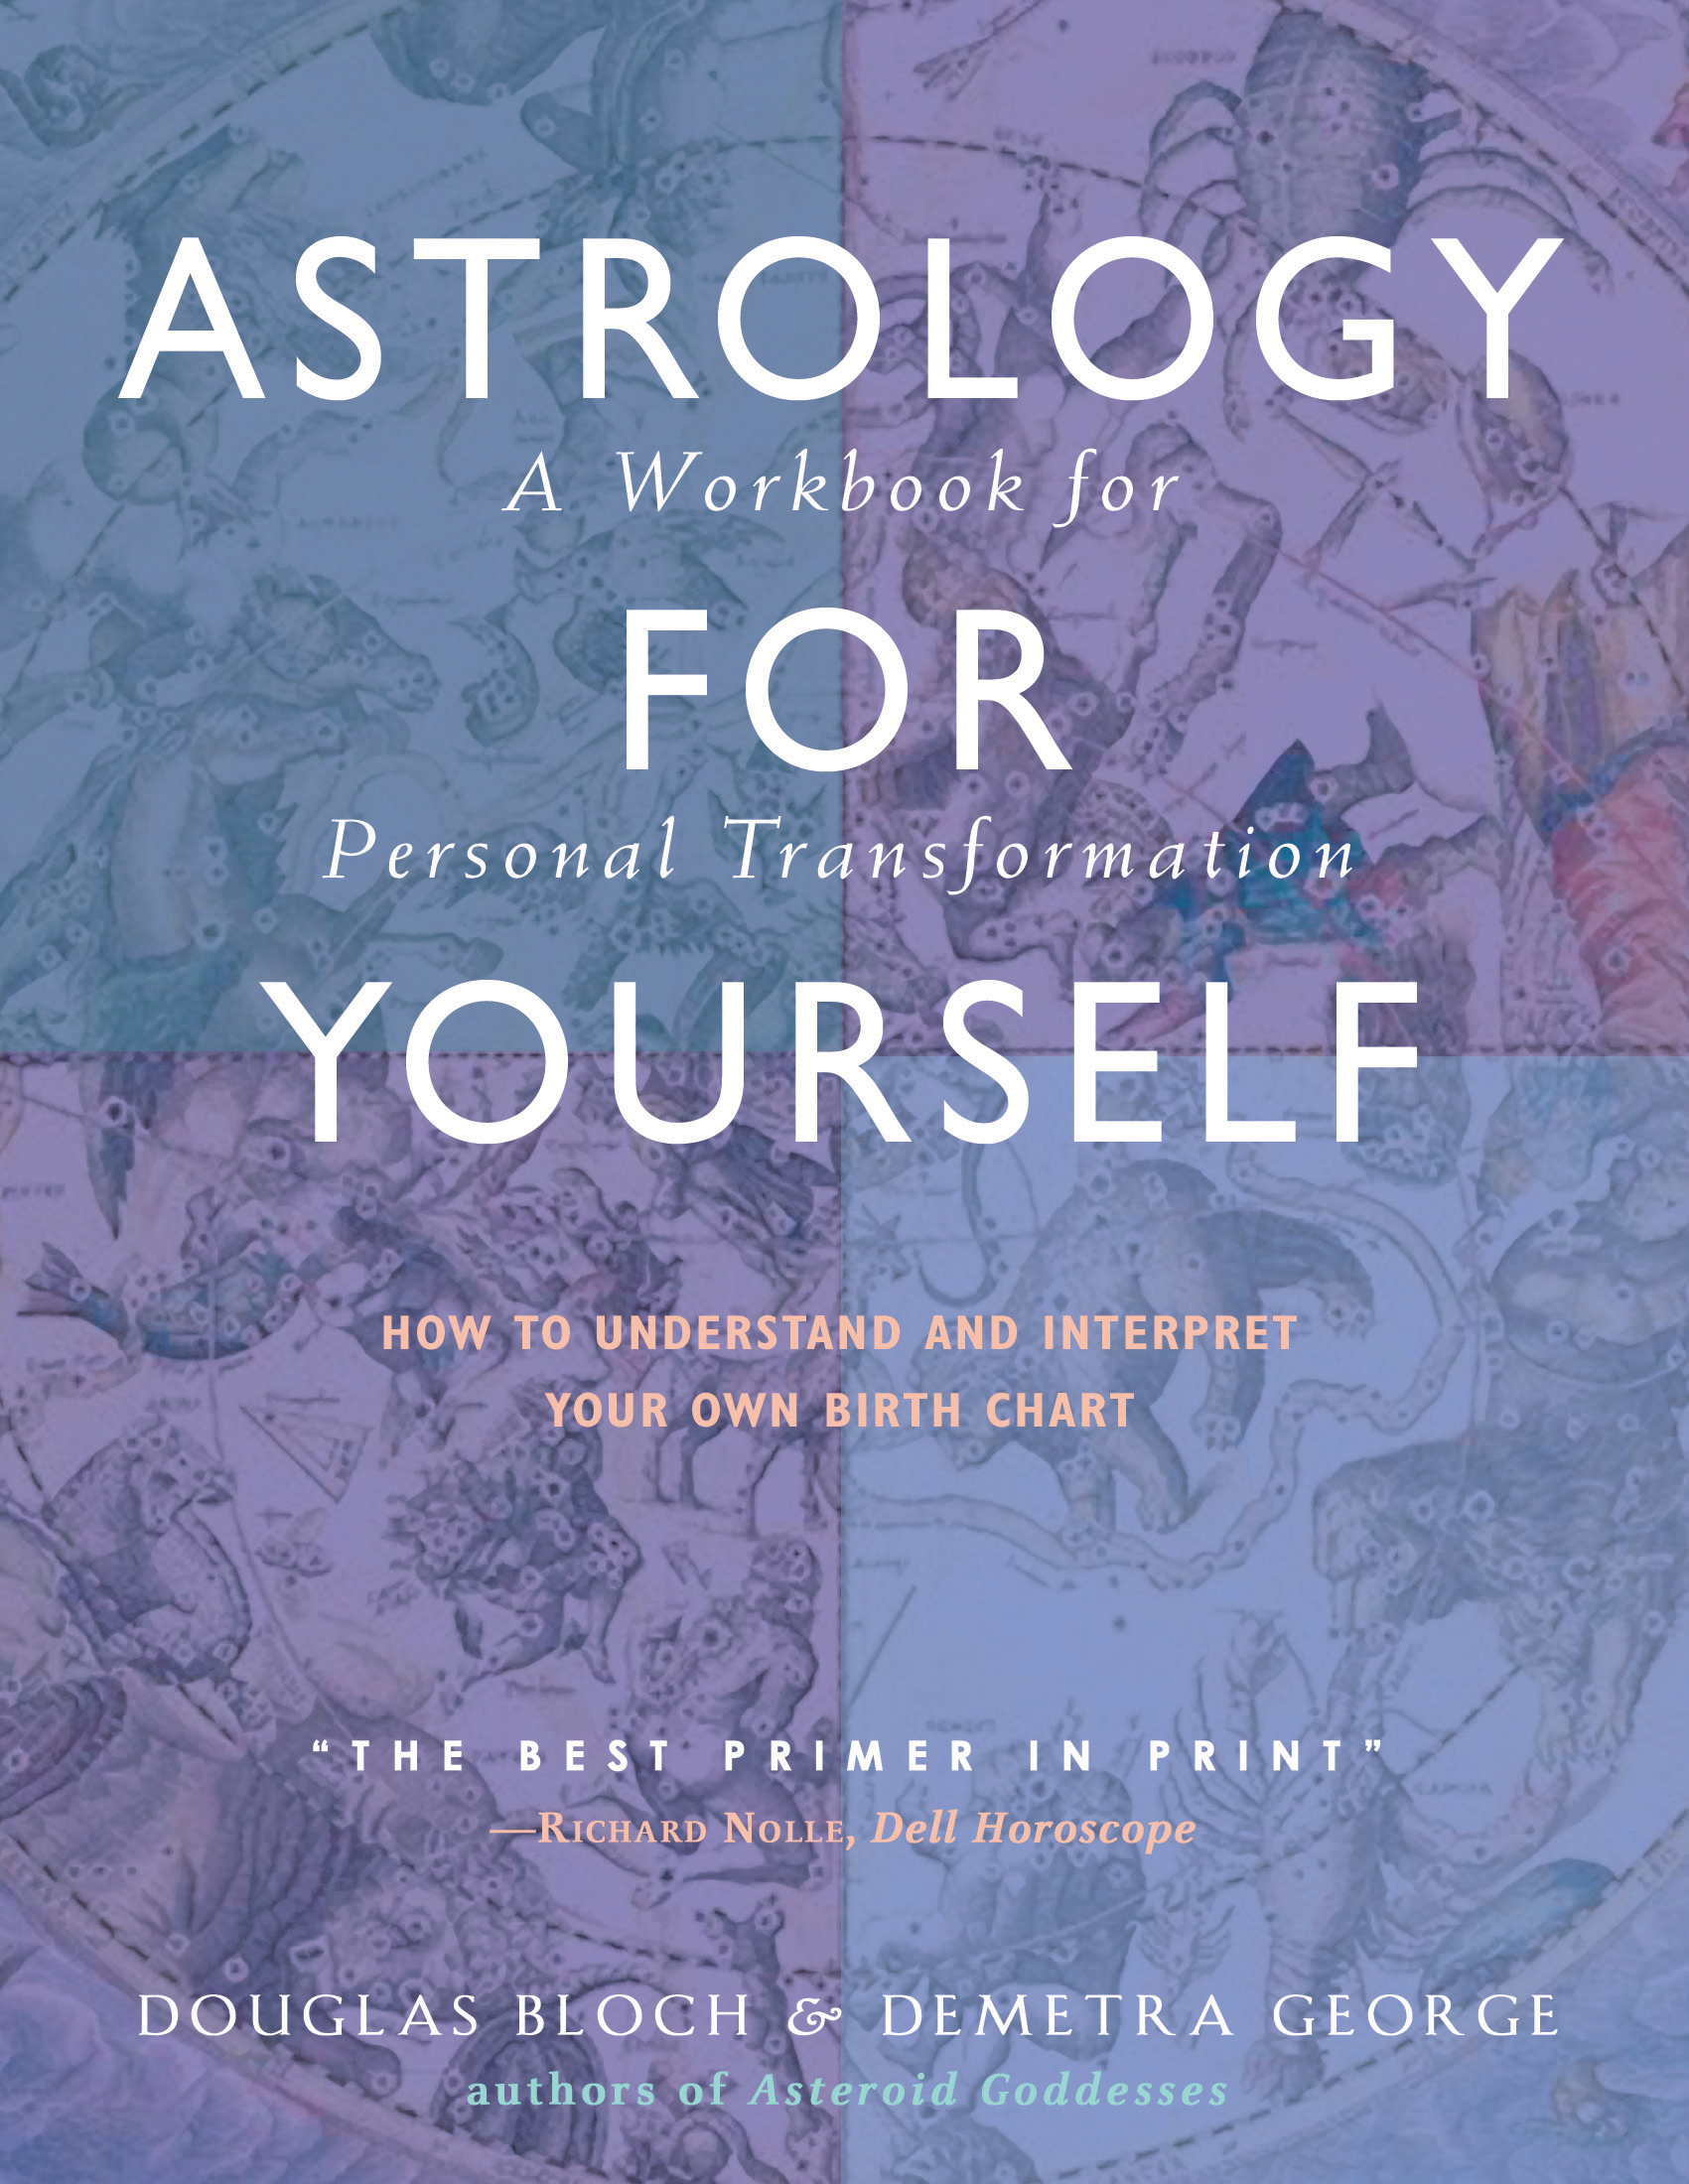 ASTROLOGY
A Workbook for
FOR
Personal Transformation
YOURSELF
HOW TO UNDERSTAND AND INTERPRET
YOUR OWN BIRTH CHART
“THE BEST PRIMER IN PRINT”
—RICHARD NOLLE, Dell Horoscope
DOUGLAS BLOCH & DEMETRA GEORGE
authors of Asteroid Goddesses